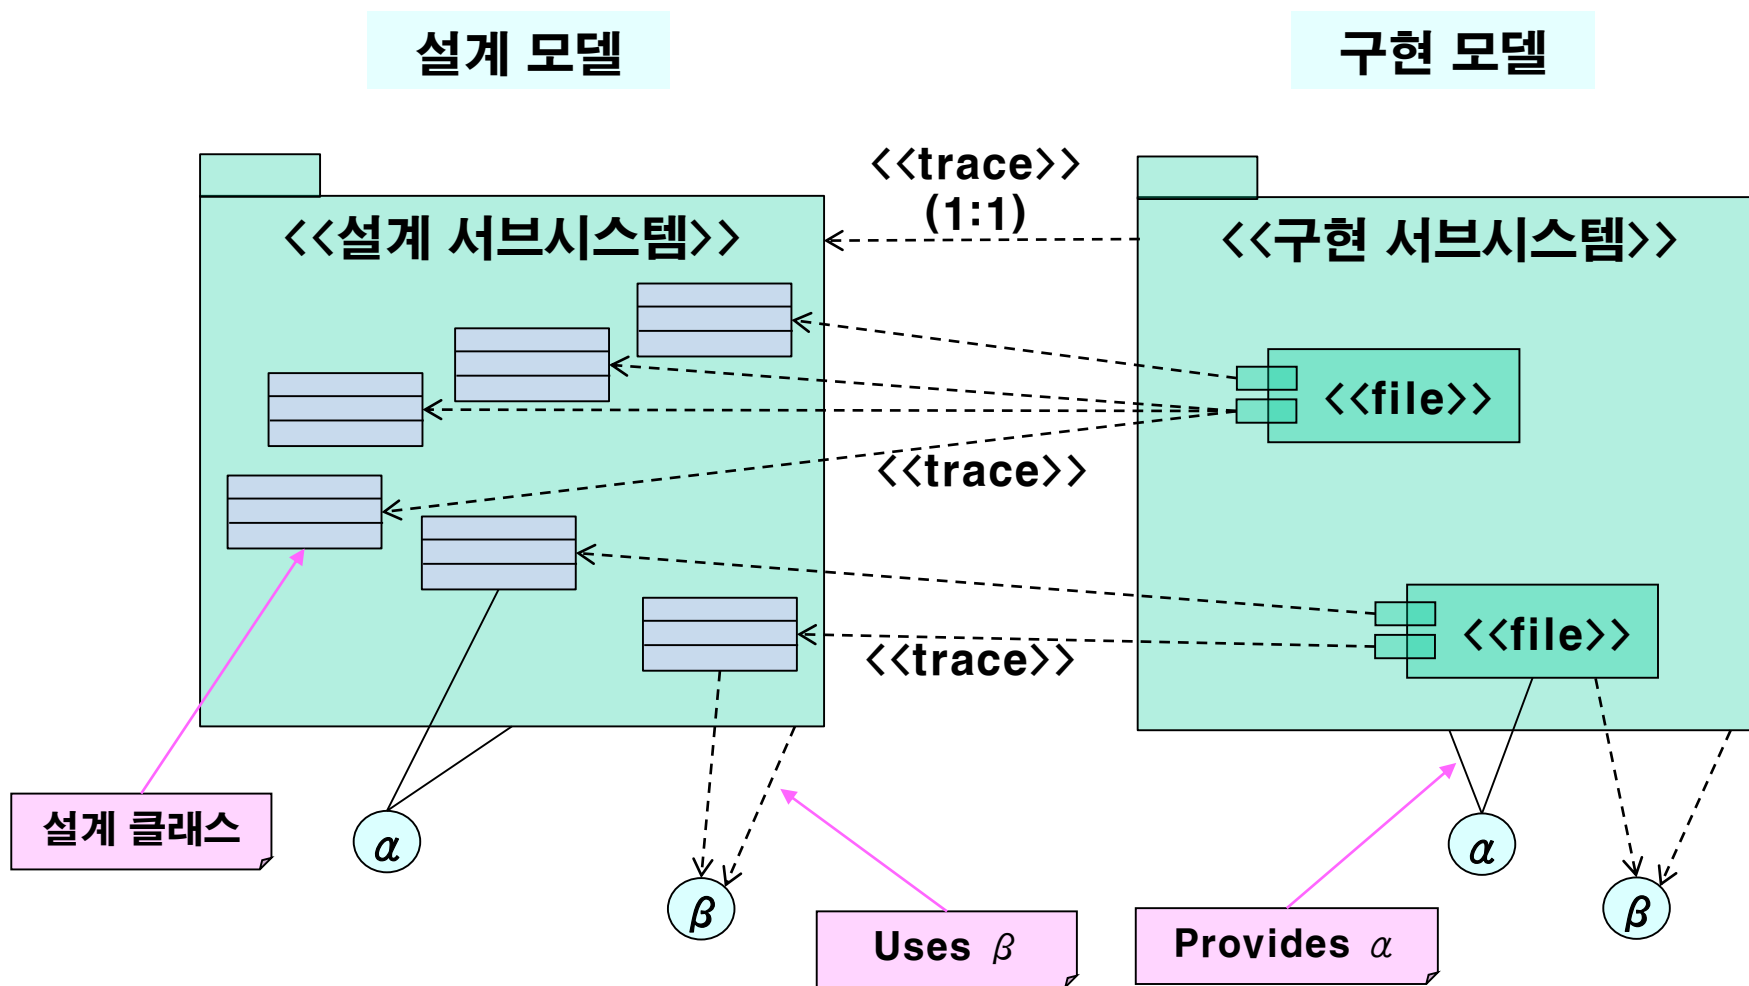 설계 모델
구현 모델
<<trace>>
(1:1)
<<설계 서브시스템>>
<<구현 서브시스템>>
<<file>>
<<trace>>
<<file>>
<<trace>>
설계 클래스
α
β
Uses β
Provides α
α
β